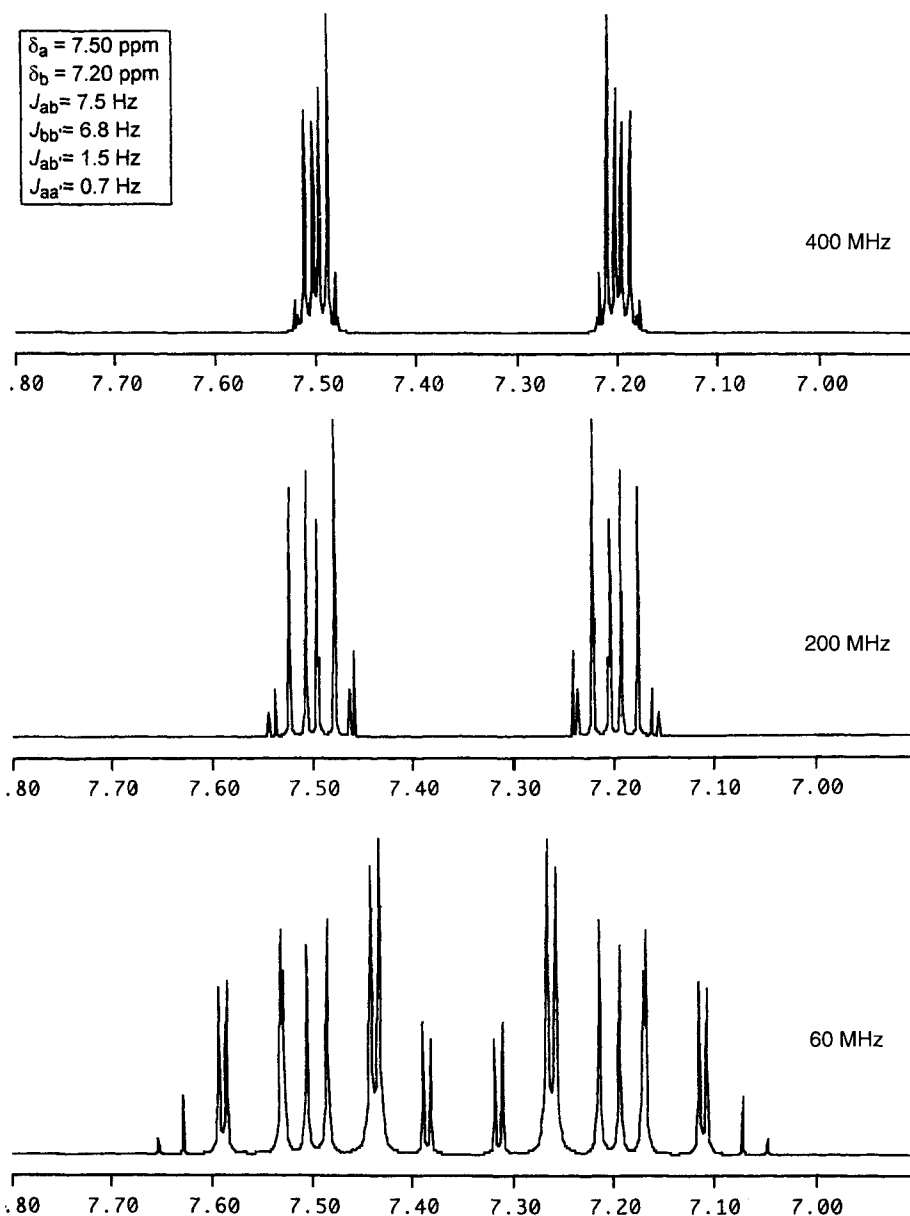 δa = 7.50 ppm
δb = 7.20 ppm
Jab= 7.5 Hz
Jbb'= 6.8 Hz
Jab'= 1.5 Hz
Jaa'= 0.7 Hz
400 MHz
.80 7.70 7.60 7.50 7.40 7.30 7.20 7.10 7.00
200 MHz
.80 7.70 7.60 7.50 7.40 7.30 7.20 7.10 7.00
60 MHz
.80 7.70 7.60 7.50 7.40 7.30 7.20 7.10 7.00